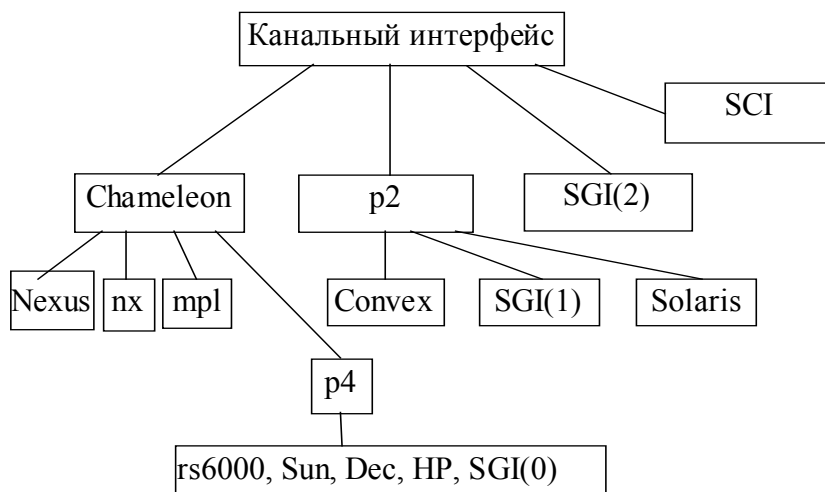 Канальный интерфейс
SCI
Chameleon
p2
SGI(2)
Nexus
nx
mpl
Convex
SGI(1)
Solaris
p4
rs6000, Sun, Dec, HP, SGI(0)